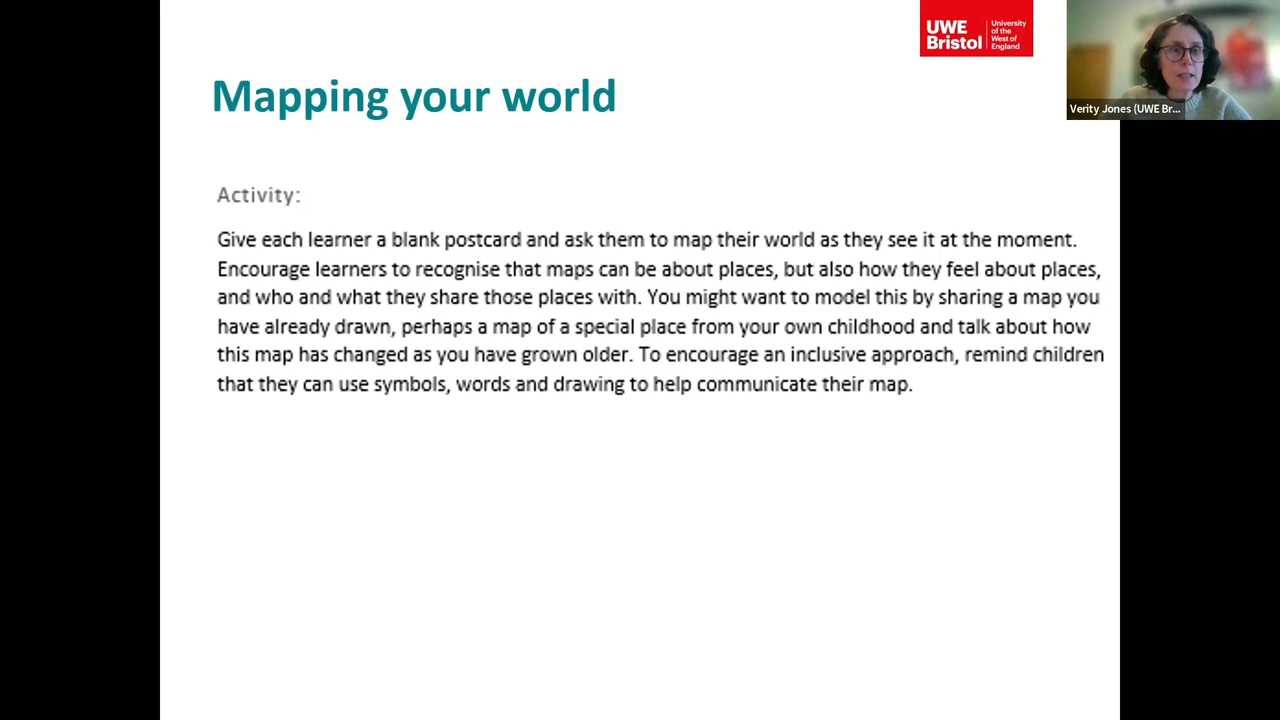 UWE
Bristol
University
of the
West of
England
Mapping your world
Verity Jones (UWE Br...
Activity:
Give each learner a blank postcard and ask them to map their world as they see it at the moment.
Encourage learners to recognise that maps can be about places, but also how they feel about places,
and who and what they share those places with. You might want to model this by sharing a map you
have already drawn, perhaps a map of a special place from your own childhood and talk about how
this map has changed as you have grown older. To encourage an inclusive approach, remind children
that they can use symbols, words and drawing to help communicate their map.